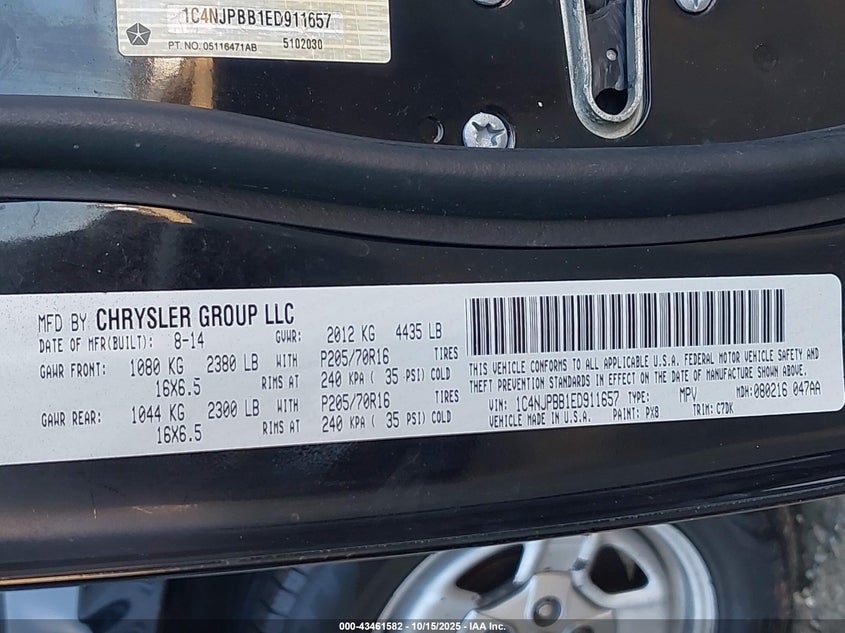 1C4NJPBB1ED911657
PT. NO. 05116471AB 5102030
MFD BY CHRYSLER GROUP LLC
DATE OF MFR(BUILT): 8-14 GVWR: 2012 KG 4435 LB
GAWR FRONT: 1080 KG 2380 LB WITH P205/70R16 TIRES
16X6.5 RIMS AT 240 KPA ( 35 PSI) COLD
GAWR REAR: 1044 KG 2300 LB WITH P205/70R16 TIRES
16X6.5 RIMS AT 240 KPA ( 35 PSI) COLD
THIS VEHICLE CONFORMS TO ALL APPLICABLE U.S.A. FEDERAL MOTOR VEHICLE SAFETY AND
THEFT PREVENTION STANDARDS IN EFFECT ON THE DATE OF MANUFACTURE SHOWN ABOVE.
VIN: 1C4NJPBB1ED911657 TYPE: MPV MDH: 080216 047AA
VEHICLE MADE IN U.S.A. PAINT: PX8 TRIM: C7DK
000-43461582 - 10/15/2025 - IAA Inc.